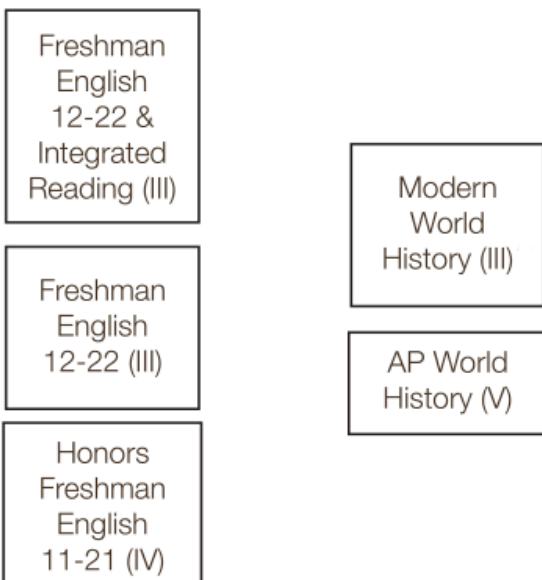 Freshman
English
12-22 &
Integrated
Reading (III)
Freshman
English
12-22 (III)
Honors
Freshman
English
11-21 (IV)
Modern
World
History (III)
AP World
History (V)